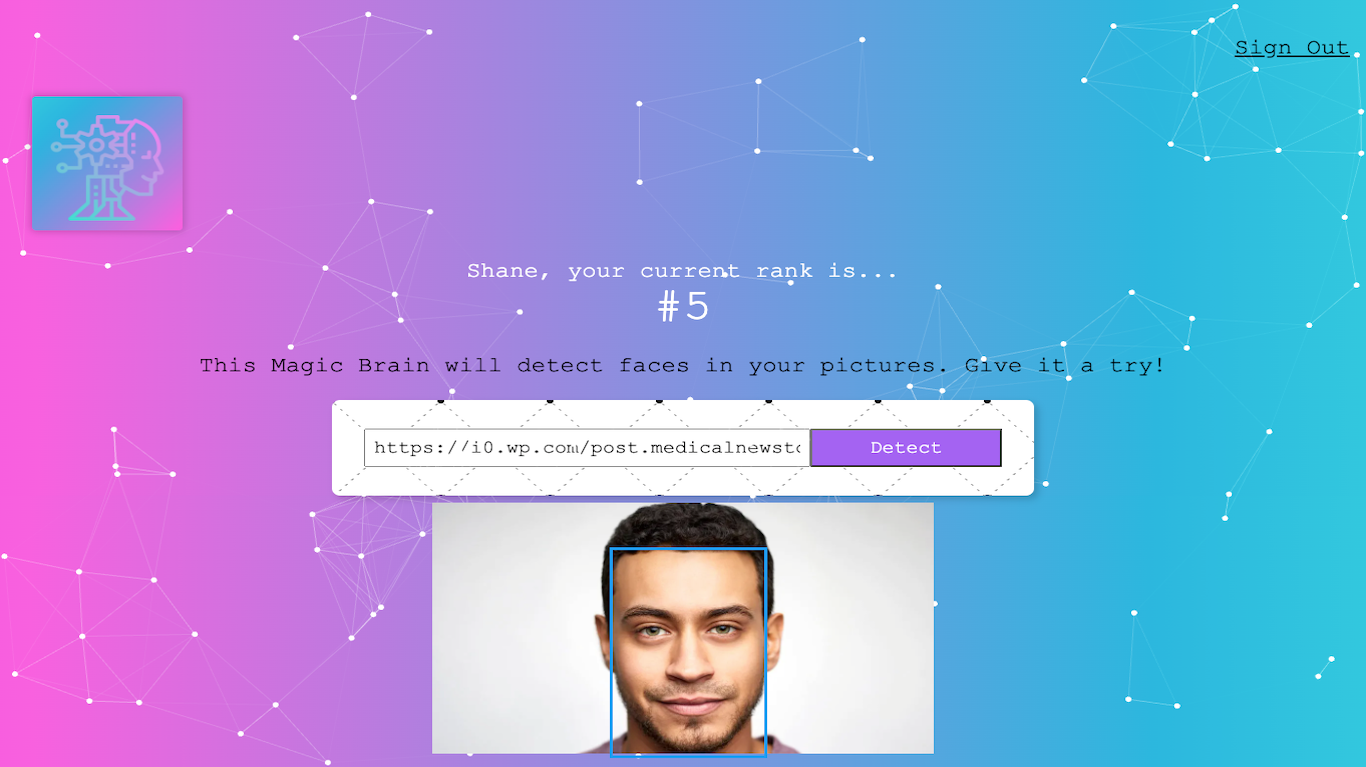 Sign Out
Shane, your current rank is...
#5
This Magic Brain will detect faces in your pictures. Give it a try!
https://i0.wp.com/post.medicalnewsto
Detect